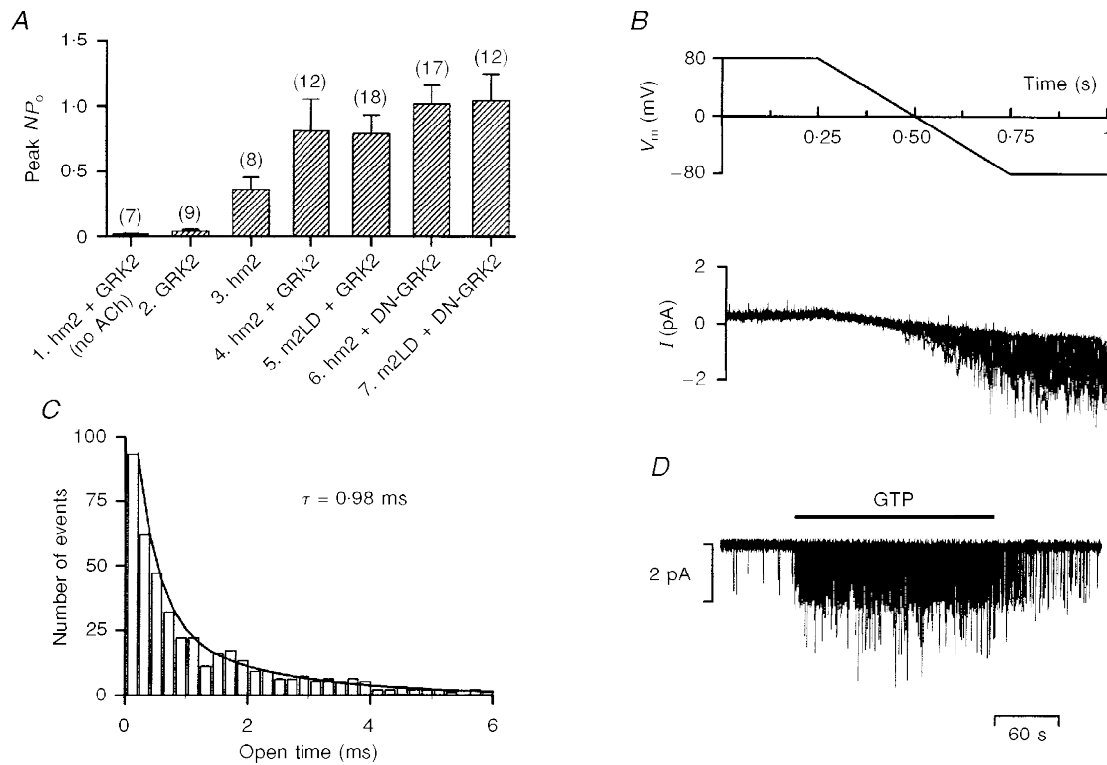 A
Peak NPo
1·5
1·0
0·5
0
(7)
(9)
(8)
(12)
(18)
(17)
(12)
1. hm2 + GRK2
(no ACh)
2. GRK2
3. hm2
4. hm2 + GRK2
5. m2LD + GRK2
6. hm2 + DN-GRK2
7. m2LD + DN-GRK2
B
Vm (mV)
80
0
−80
Time (s)
0·25
0·50
0·75
1
I (pA)
2
0
−2
C
Number of events
100
75
50
25
0
τ = 0·98 ms
0
2
4
6
Open time (ms)
D
GTP
2 pA
60 s